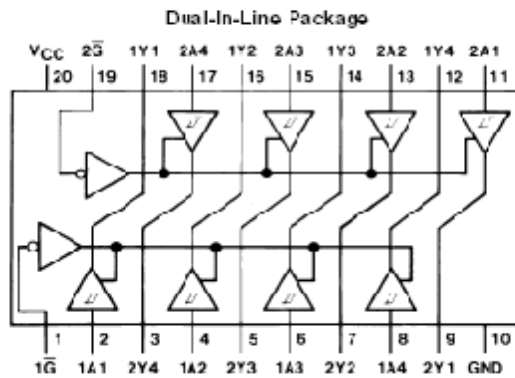 Dual-In-Line Package
VCC 2G̅ 1Y1 2A4 1Y2 2A3 1Y3 2A2 1Y4 2A1
20 19 18 17 16 15 14 13 12 11
1 2 3 4 5 6 7 8 9 10
1G̅ 1A1 2Y4 1A2 2Y3 1A3 2Y2 1A4 2Y1 GND